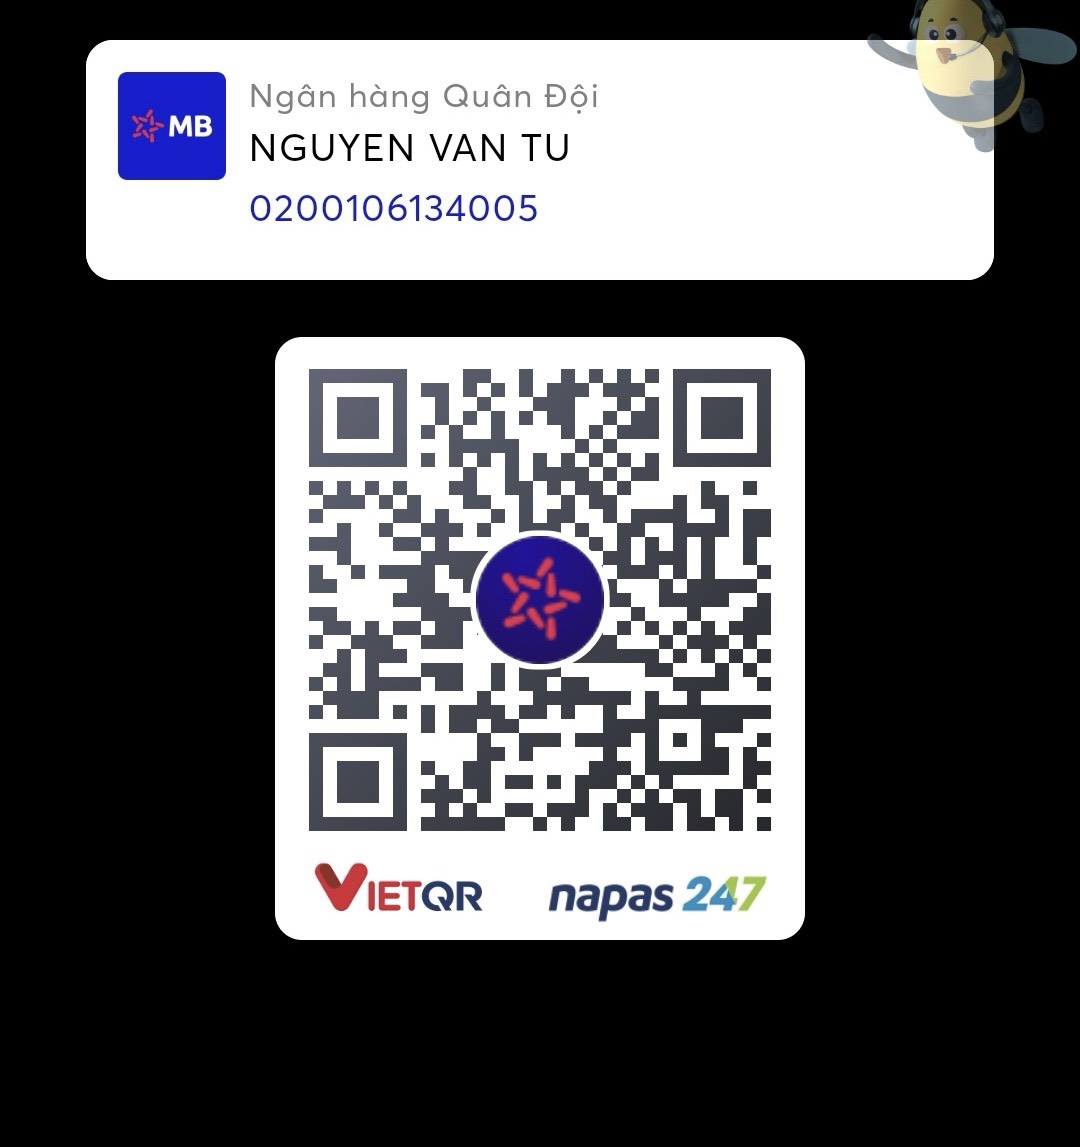 MB
Ngân hàng Quân Đội
NGUYEN VAN TU
0200106134005
VIETQR
napas 247